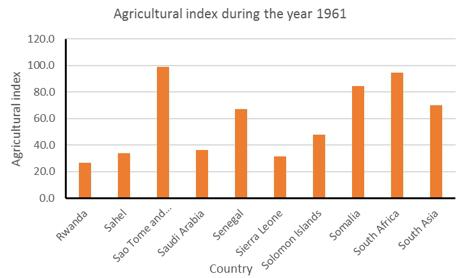 Agricultural index during the year 1961
120.0
100.0
80.0
60.0
40.0
20.0
0.0
Agricultural index
Rwanda
Sahel
Sao Tome and...
Saudi Arabia
Senegal
Sierra Leone
Solomon Islands
Somalia
South Africa
South Asia
Country